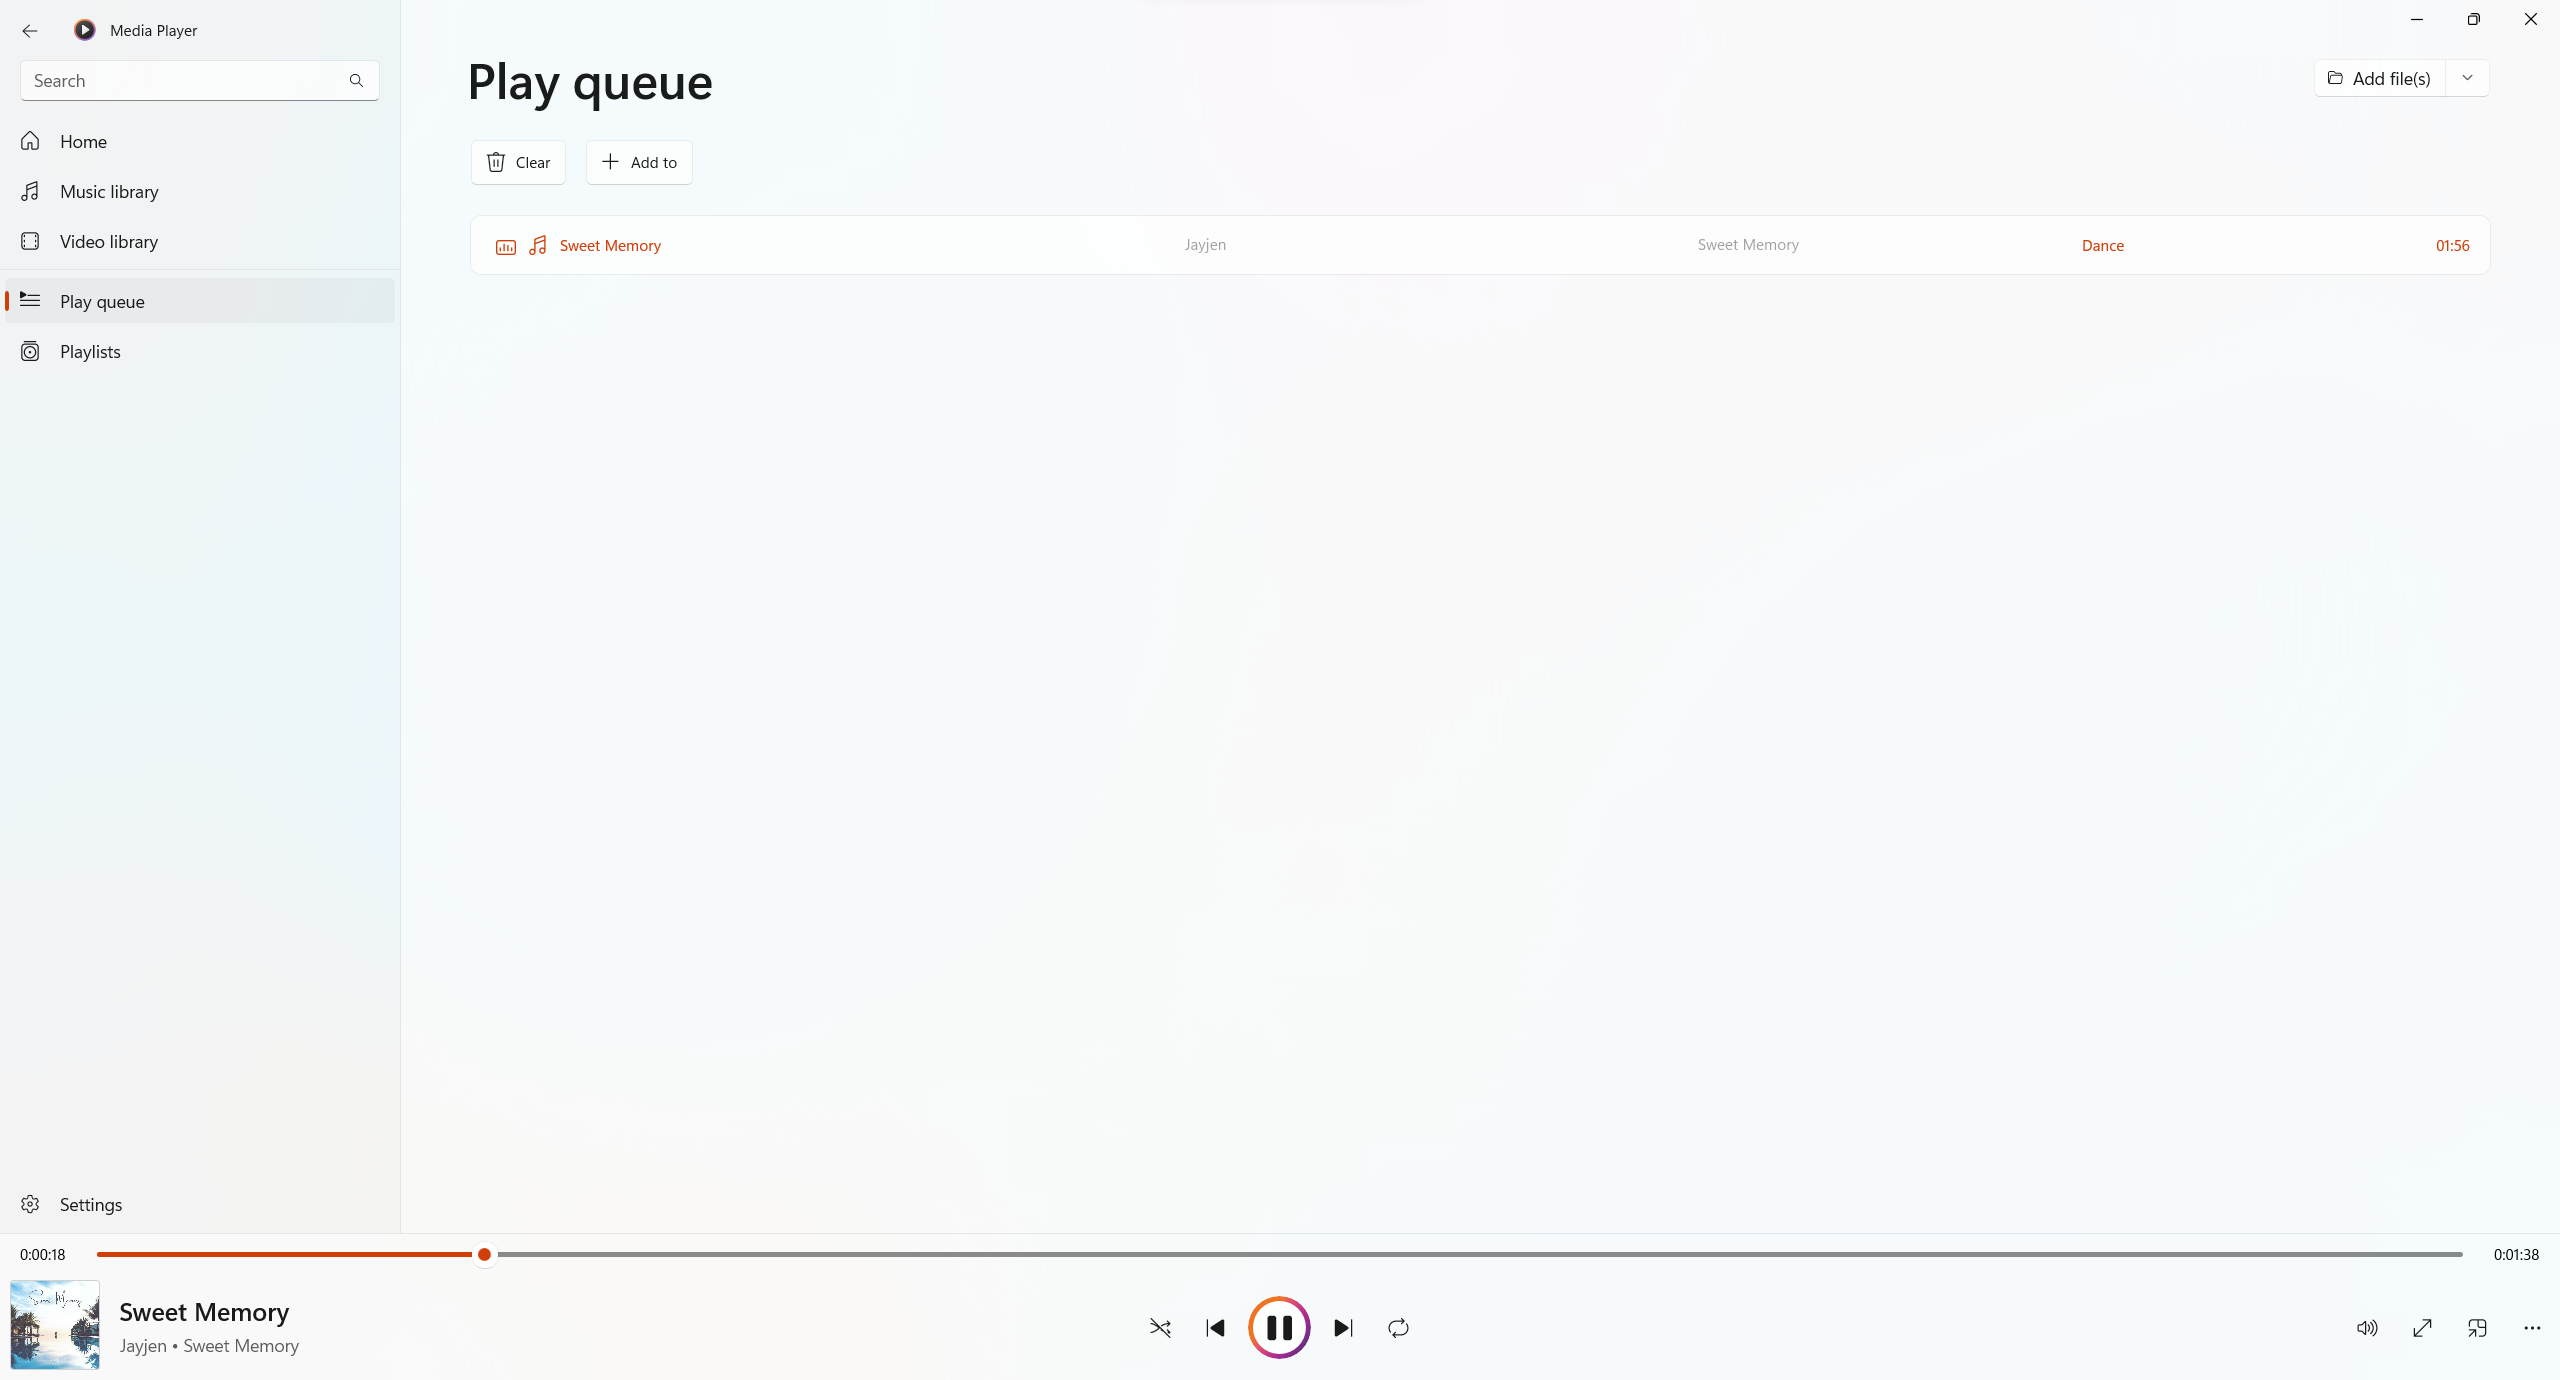 Media Player
Search
Home
Music library
Video library
Play queue
Playlists
Settings
Play queue
Add file(s)
Clear
Add to
Sweet Memory Jayjen Sweet Memory Dance 01:56
0:00:18
0:01:38
Sweet Memory
Sweet Memory
Jayjen • Sweet Memory